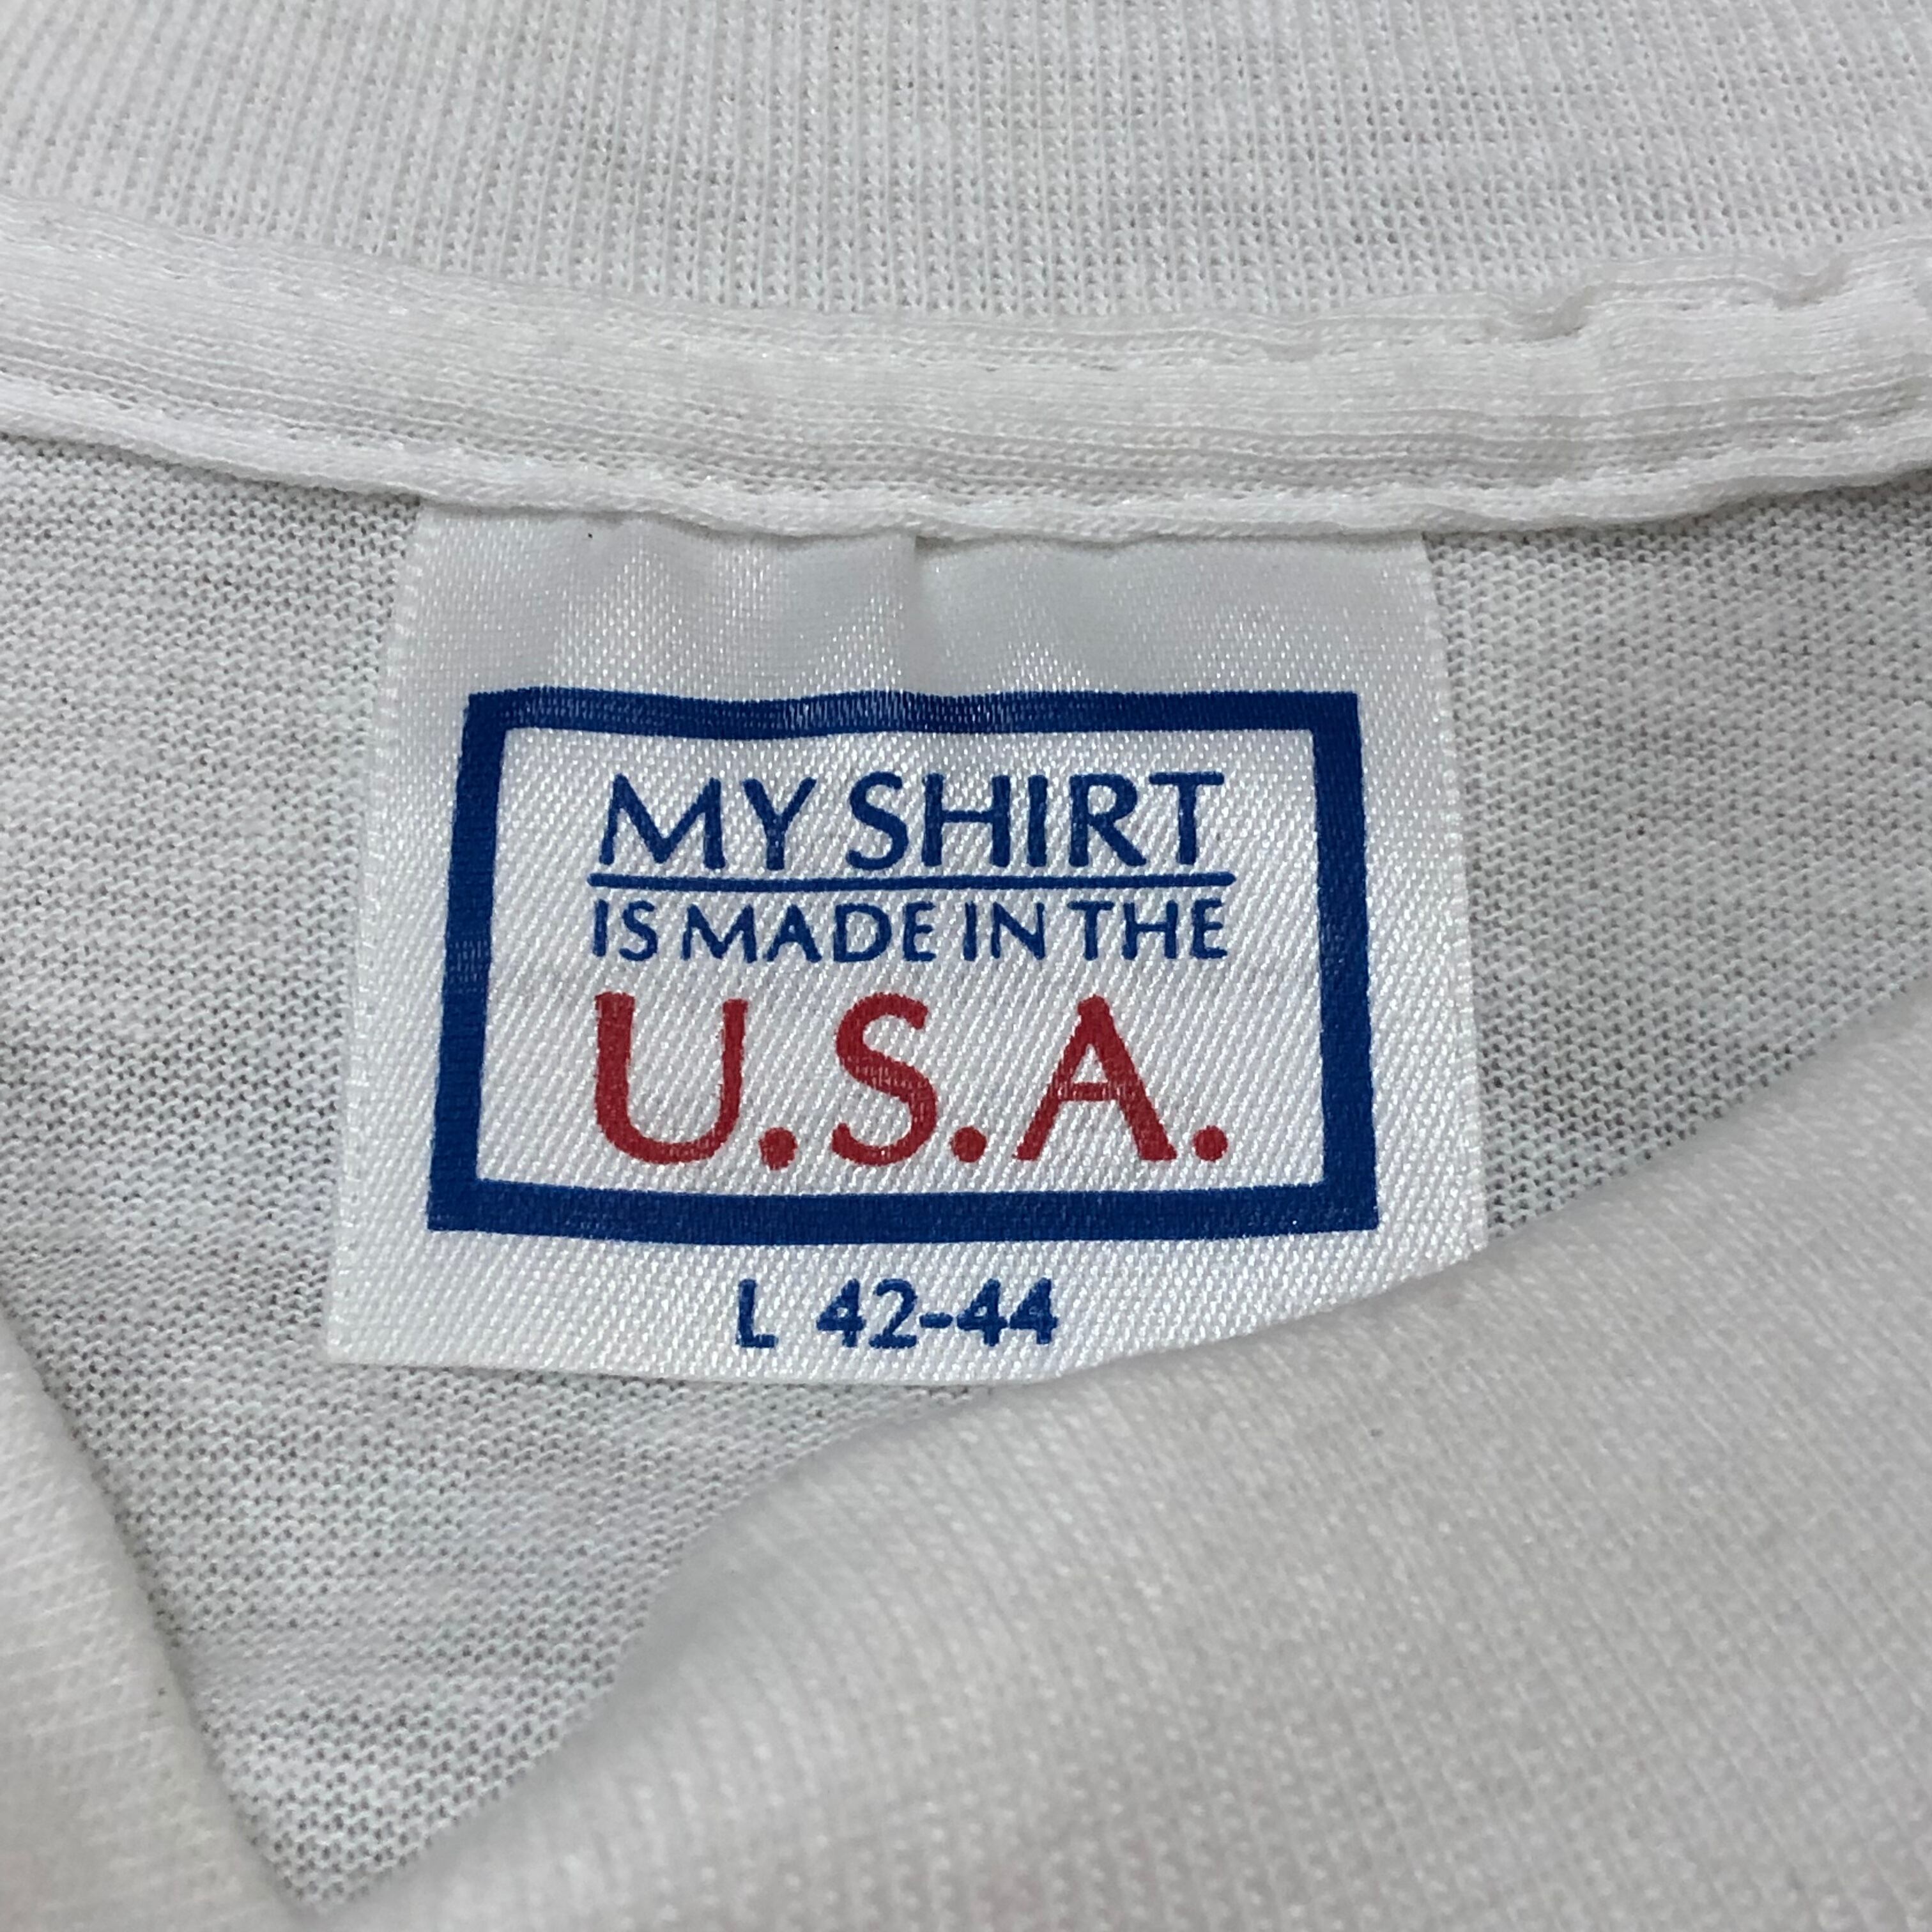 MY SHIRT
IS MADE IN THE
U.S.A.
L 42-44